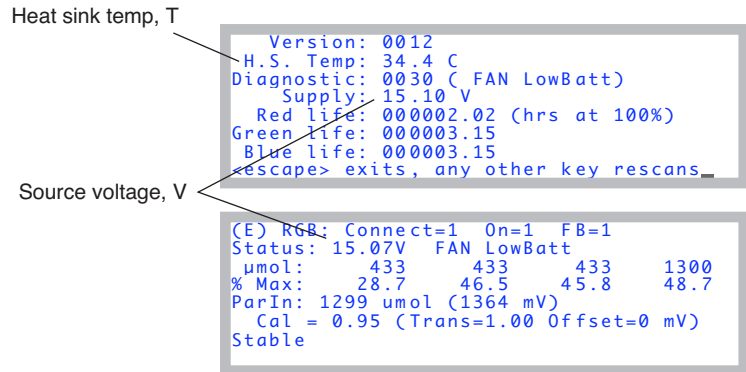 Heat sink temp, T
Version: 0012
H.S. Temp: 34.4 C
Diagnostic: 0030 ( FAN LowBatt)
Supply: 15.10 V
Red life: 000002.02 (hrs at 100%)
Green life: 000003.15
Blue life: 000003.15
<escape> exits, any other key rescans_
Source voltage, V
(E) RGB: Connect=1 On=1 FB=1
Status: 15.07V FAN LowBatt
µmol: 433 433 433 1300
% Max: 28.7 46.5 45.8 48.7
ParIn: 1299 umol (1364 mV)
Cal = 0.95 (Trans=1.00 Offset=0 mV)
Stable